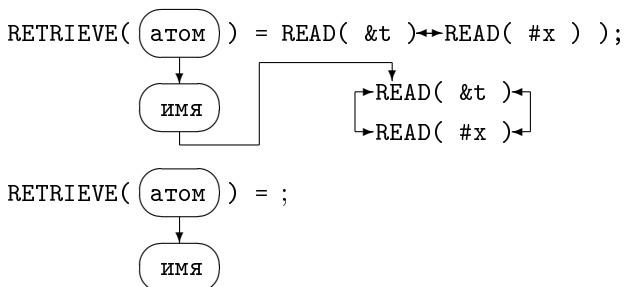 RETRIEVE( атом ) = READ( &t )↔READ( #x ) );
READ( &t )
имя
READ( #x )
RETRIEVE( атом ) = ;
имя